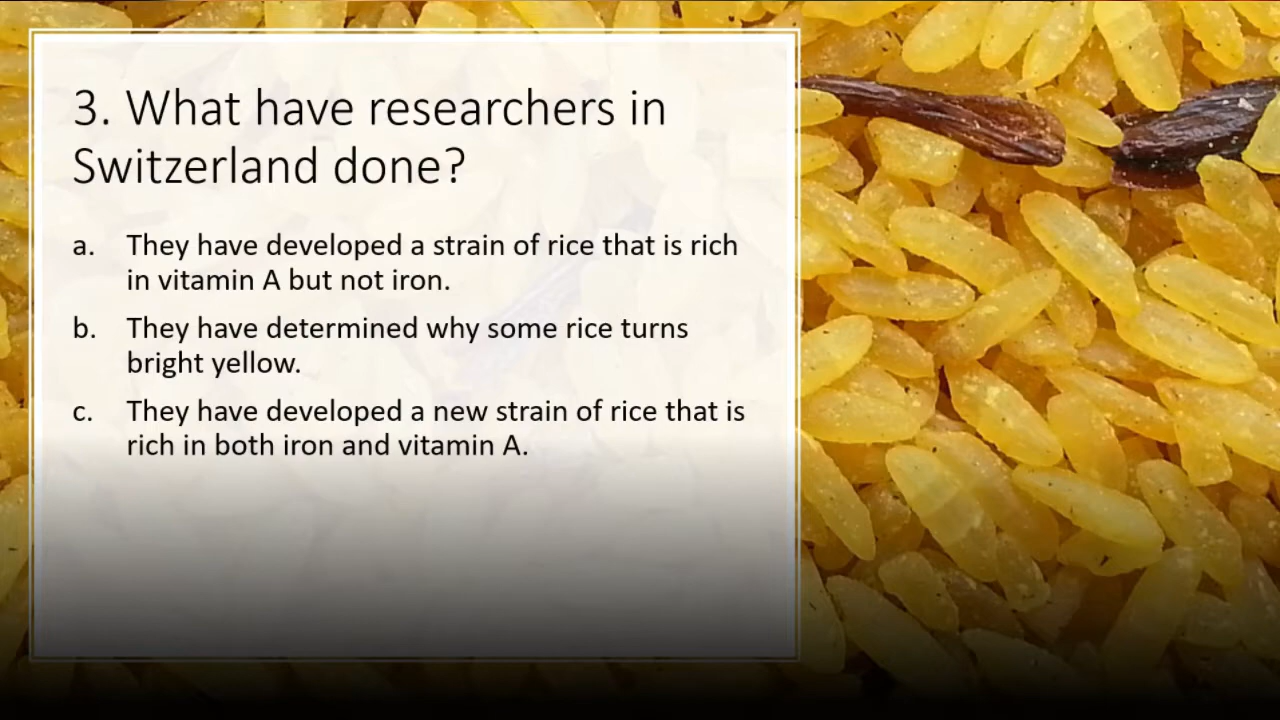 3. What have researchers in
Switzerland done?
a. They have developed a strain of rice that is rich
in vitamin A but not iron.
b. They have determined why some rice turns
bright yellow.
c. They have developed a new strain of rice that is
rich in both iron and vitamin A.